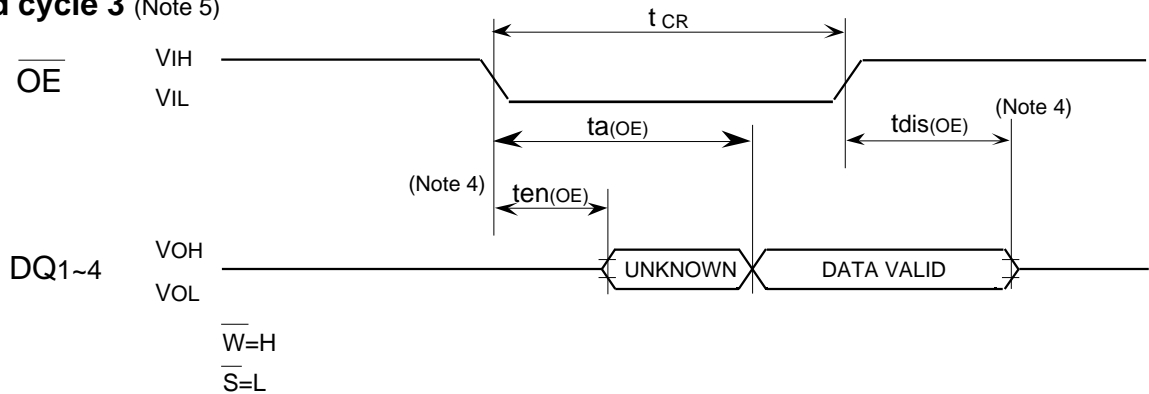 d cycle 3 (Note 5)
t CR
OE
VIH
VIL
ta(OE)
tdis(OE)
(Note 4)
(Note 4)
ten(OE)
DQ1~4
VOH
VOL
UNKNOWN
DATA VALID
W=H
S=L